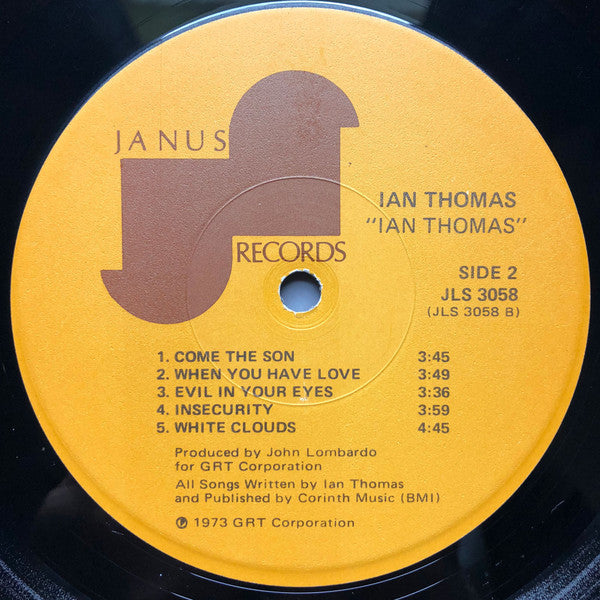 JANUS
RECORDS
IAN THOMAS
"IAN THOMAS"
SIDE 2
JLS 3058
(JLS 3058 B)
1. COME THE SON 3:45
2. WHEN YOU HAVE LOVE 3:49
3. EVIL IN YOUR EYES 3:36
4. INSECURITY 3:59
5. WHITE CLOUDS 4:45
Produced by John Lombardo
for GRT Corporation
All Songs Written by Ian Thomas
and Published by Corinth Music (BMI)
℗ 1973 GRT Corporation